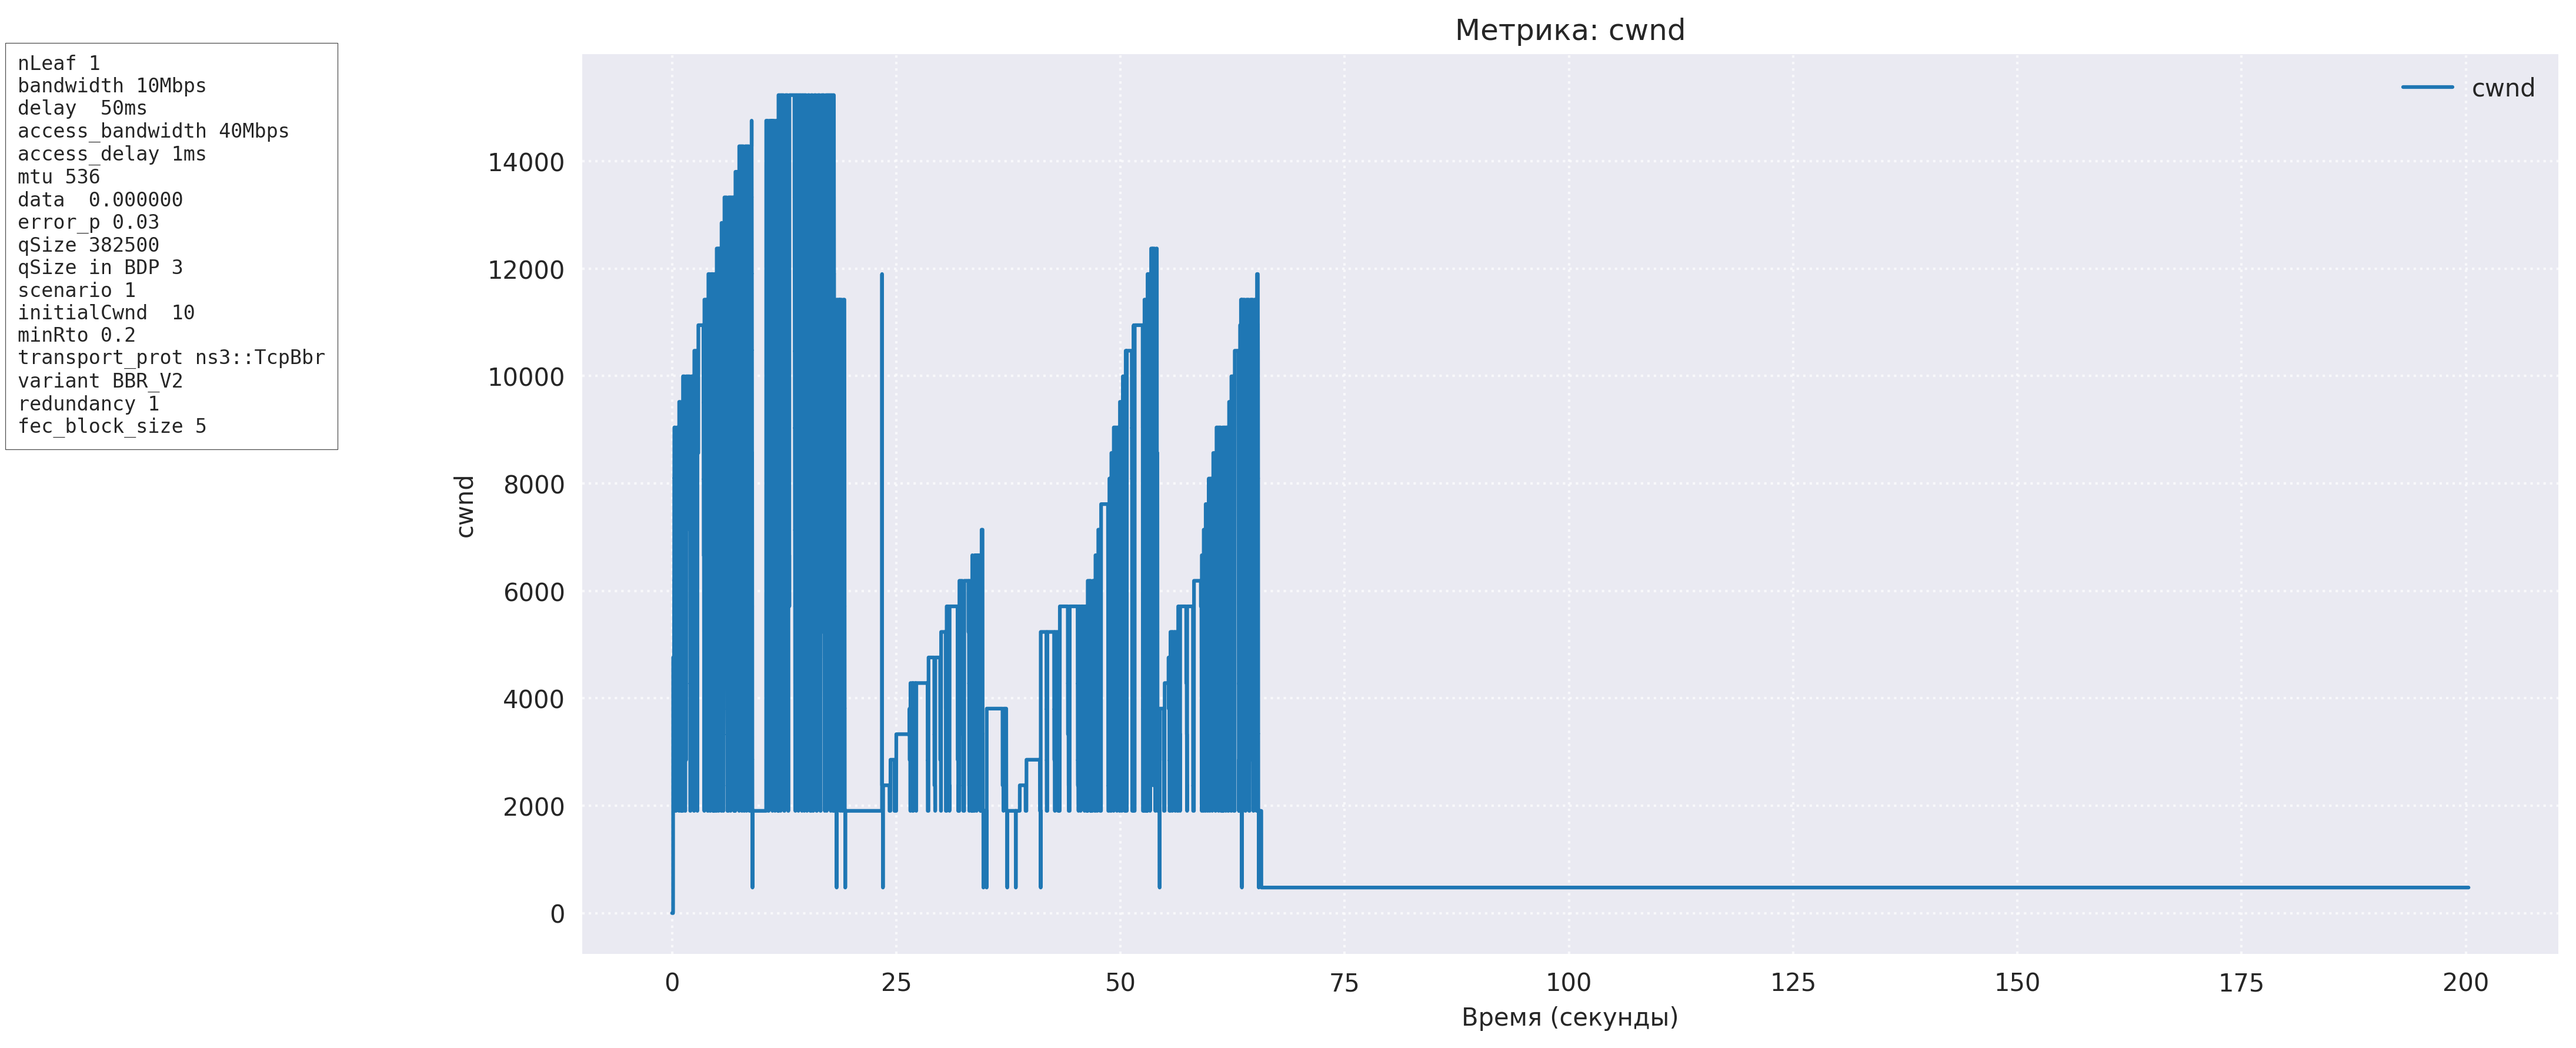 Метрика: cwnd
nLeaf 1
bandwidth 10Mbps
delay  50ms
access_bandwidth 40Mbps
access_delay 1ms
mtu 536
data  0.000000
error_p 0.03
qSize 382500
qSize in BDP 3
scenario 1
initialCwnd  10
minRto 0.2
transport_prot ns3::TcpBbr
variant BBR_V2
redundancy 1
fec_block_size 5
cwnd
cwnd
14000
12000
10000
8000
6000
4000
2000
0
0 25 50 75 100 125 150 175 200
Время (секунды)